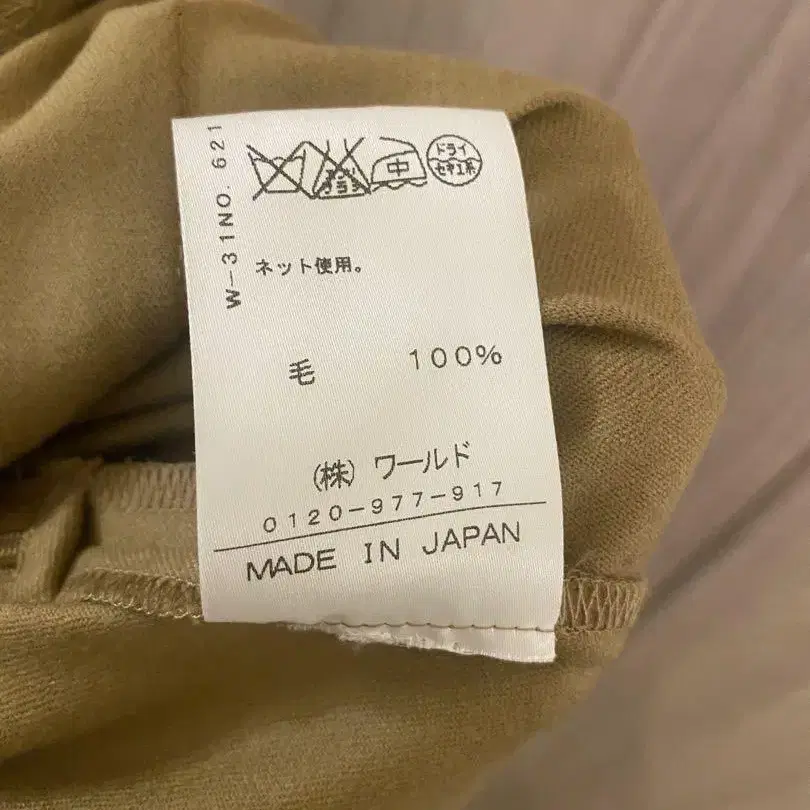 W-31NO. 621
中
ドライ
セキユ系
ネット使用。
毛 100%
(株) ワールド
0120-977-917
MADE IN JAPAN